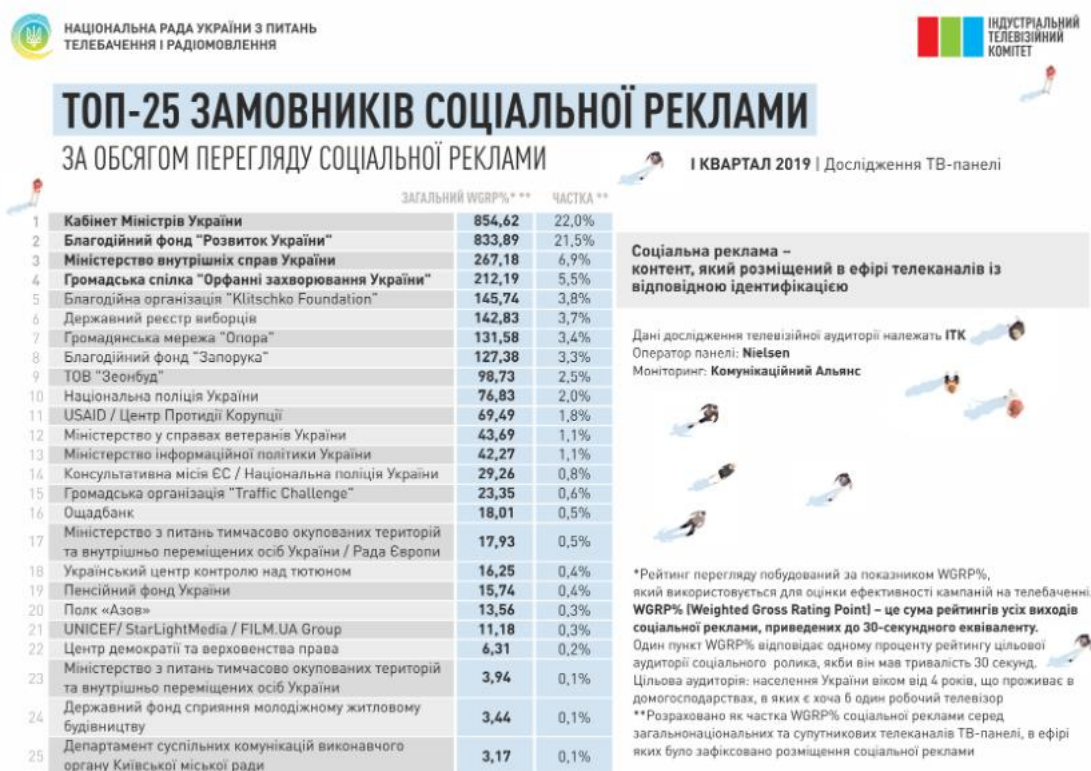 НАЦІОНАЛЬНА РАДА УКРАЇНИ З ПИТАНЬ
ТЕЛЕБАЧЕННЯ І РАДІОМОВЛЕННЯ
ІНДУСТРІАЛЬНИЙ
ТЕЛЕВІЗІЙНИЙ
КОМІТЕТ
ТОП-25 ЗАМОВНИКІВ СОЦІАЛЬНОЇ РЕКЛАМИ
ЗА ОБСЯГОМ ПЕРЕГЛЯДУ СОЦІАЛЬНОЇ РЕКЛАМИ
І КВАРТАЛ 2019 | Дослідження ТВ-панелі
ЗАГАЛЬНИЙ WGRP%* ** ЧАСТКА **
1 Кабінет Міністрів України 854,62 22,0%
2 Благодійний фонд "Розвиток України" 833,89 21,5%
3 Міністерство внутрішніх справ України 267,18 6,9%
4 Громадська спілка "Орфанні захворювання України" 212,19 5,5%
5 Благодійна організація "Klitschko Foundation" 145,74 3,8%
6 Державний реєстр виборців 142,83 3,7%
7 Громадянська мережа "Опора" 131,58 3,4%
8 Благодійний фонд "Запорука" 127,38 3,3%
9 ТОВ "Зеонбуд" 98,73 2,5%
10 Національна поліція України 76,83 2,0%
11 USAID / Центр Протидії Корупції 69,49 1,8%
12 Міністерство у справах ветеранів України 43,69 1,1%
13 Міністерство інформаційної політики України 42,27 1,1%
14 Консультативна місія ЄС / Національна поліція України 29,26 0,8%
15 Громадська організація "Traffic Challenge" 23,35 0,6%
16 Ощадбанк 18,01 0,5%
17 Міністерство з питань тимчасово окупованих територій
та внутрішньо переміщених осіб України / Рада Європи 17,93 0,5%
18 Український центр контролю над тютюном 16,25 0,4%
19 Пенсійний фонд України 15,74 0,4%
20 Полк «Азов» 13,56 0,3%
21 UNICEF/ StarLightMedia / FILM.UA Group 11,18 0,3%
22 Центр демократії та верховенства права 6,31 0,2%
23 Міністерство з питань тимчасово окупованих територій
та внутрішньо переміщених осіб України 3,94 0,1%
24 Державний фонд сприяння молодіжному житловому
будівництву 3,44 0,1%
25 Департамент суспільних комунікацій виконавчого
органу Київської міської ради 3,17 0,1%
Соціальна реклама –
контент, який розміщений в ефірі телеканалів із
відповідною ідентифікацією
Дані дослідження телевізійної аудиторії належать ІТК
Оператор панелі: Nielsen
Моніторинг: Комунікаційний Альянс
*Рейтинг перегляду побудований за показником WGRP%,
який використовується для оцінки ефективності кампаній на телебаченні.
WGRP% (Weighted Gross Rating Point) – це сума рейтингів усіх виходів
соціальної реклами, приведених до 30-секундного еквіваленту.
Один пункт WGRP% відповідає одному проценту рейтингу цільової
аудиторії соціального ролика, якби він мав тривалість 30 секунд.
Цільова аудиторія: населення України віком від 4 років, що проживає в
домогосподарствах, в яких є хоча б один робочий телевізор
**Розраховано як частка WGRP% соціальної реклами серед
загальнонаціональних та супутникових телеканалів ТВ-панелі, в ефірі
яких було зафіксовано розміщення соціальної реклами